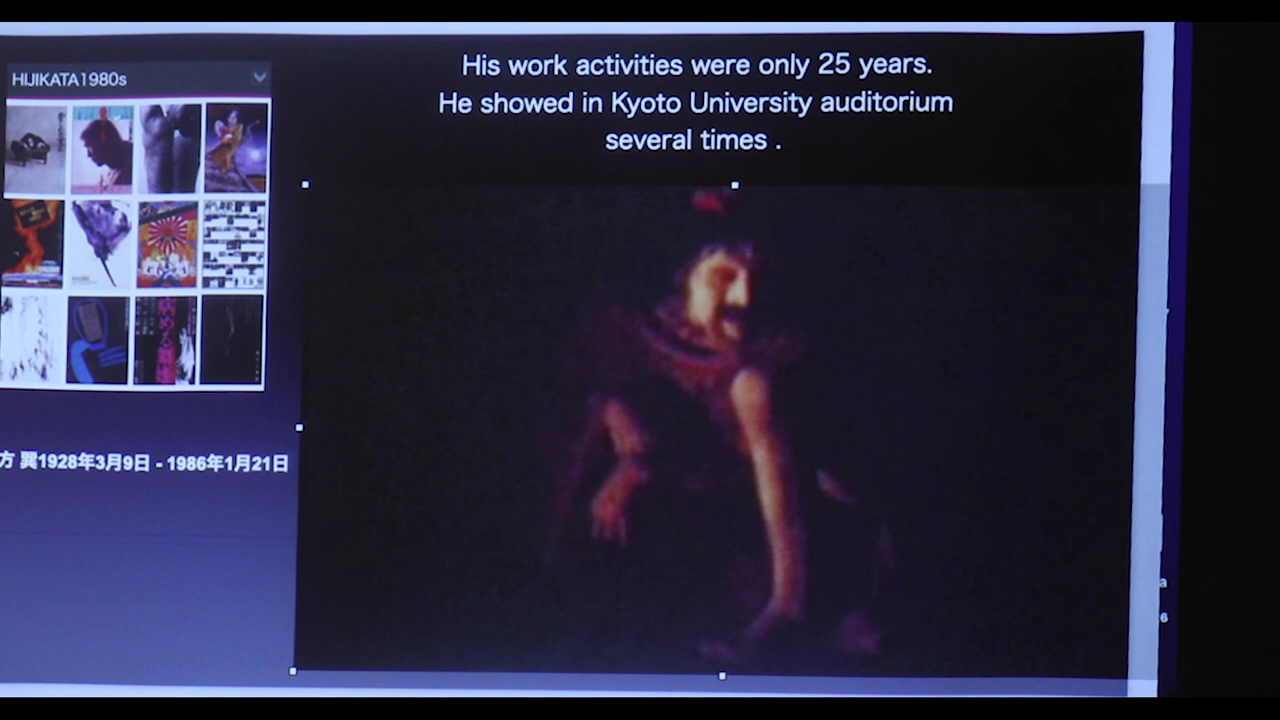 His work activities were only 25 years.
He showed in Kyoto University auditorium
several times .
HIJIKATA1980s
方 巽1928年3月9日 - 1986年1月21日
a
6